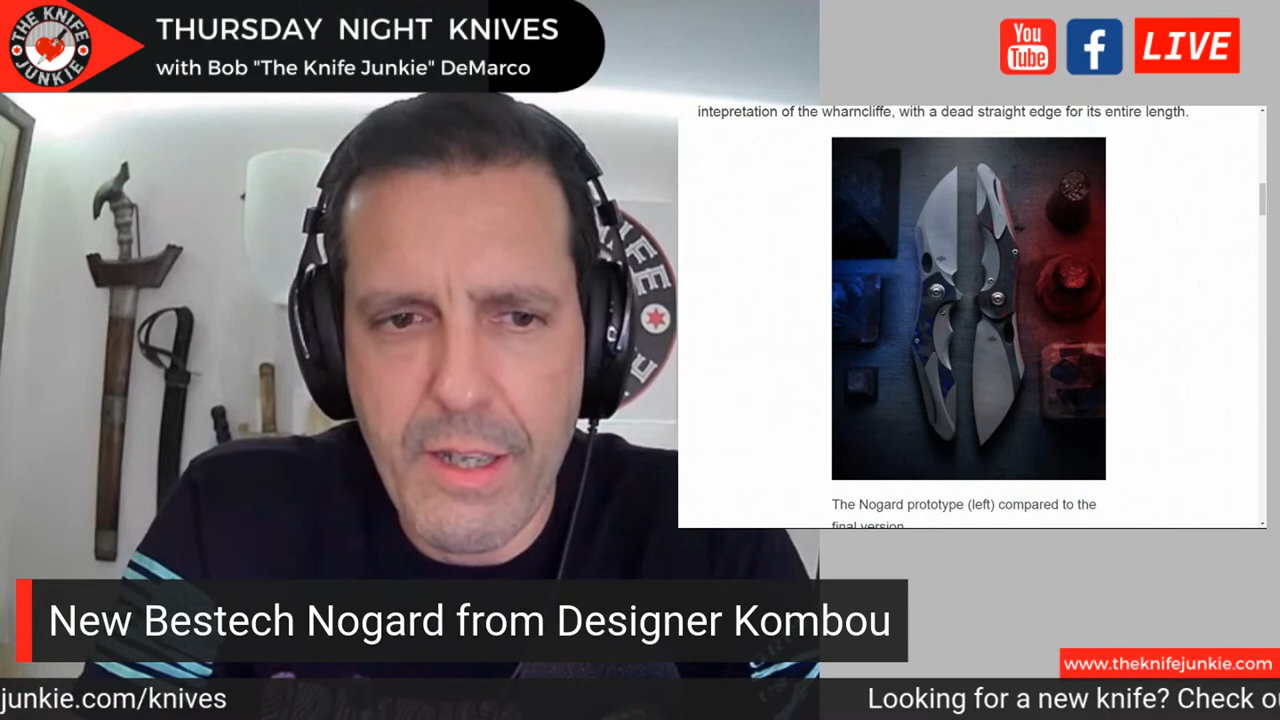 THE KNIFE
JUNKIE
THURSDAY NIGHT KNIVES
with Bob "The Knife Junkie" DeMarco
You
Tube
f
LIVE
intepretation of the wharncliffe, with a dead straight edge for its entire length.
The Nogard prototype (left) compared to the
final version
New Bestech Nogard from Designer Kombou
www.theknifejunkie.com
junkie.com/knives
Looking for a new knife? Check